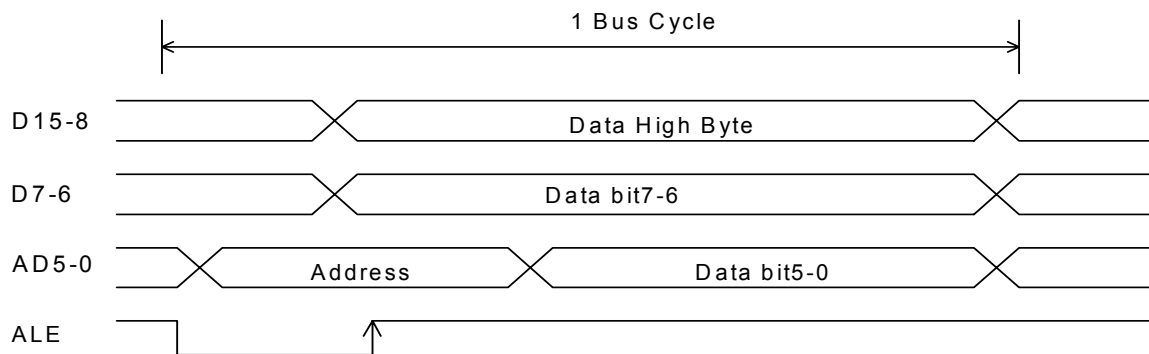 1 Bus Cycle
D15-8 Data High Byte
D7-6 Data bit7-6
AD5-0 Address Data bit5-0
ALE